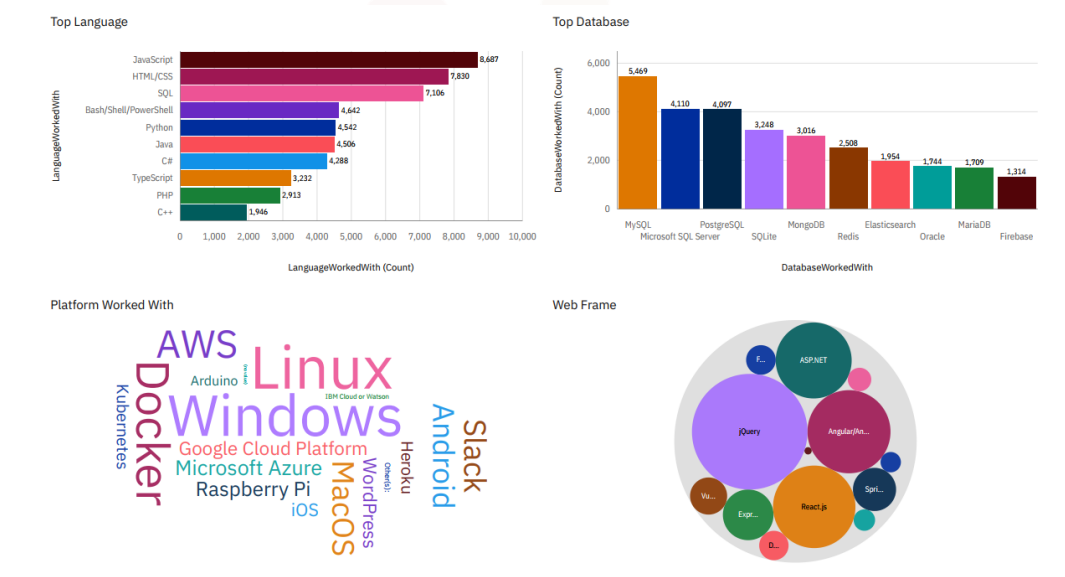 Top Language
LanguageWorkedWith
JavaScript 8,687
HTML/CSS 7,830
SQL 7,106
Bash/Shell/PowerShell 4,642
Python 4,542
Java 4,506
C# 4,288
TypeScript 3,232
PHP 2,913
C++ 1,946
0 1,000 2,000 3,000 4,000 5,000 6,000 7,000 8,000 9,000 10,000
LanguageWorkedWith (Count)
Top Database
DatabaseWorkedWith (Count)
6,000
4,000
2,000
0
5,469 4,110 4,097 3,248 3,016 2,508 1,954 1,744 1,709 1,314
MySQL PostgreSQL MongoDB Elasticsearch MariaDB
Microsoft SQL Server SQLite Redis Oracle Firebase
DatabaseWorkedWith
Platform Worked With
AWS
Linux
Arduino
IBM Cloud or Watson
Docker
Kubernetes
Windows
Google Cloud Platform
Microsoft Azure
Raspberry Pi
iOS
MacOS
WordPress
Other(s):
Heroku
Android
Slack
Web Frame
F...
ASP.NET
jQuery
Angular/An...
Spri...
Vu...
Expr...
React.js
D...